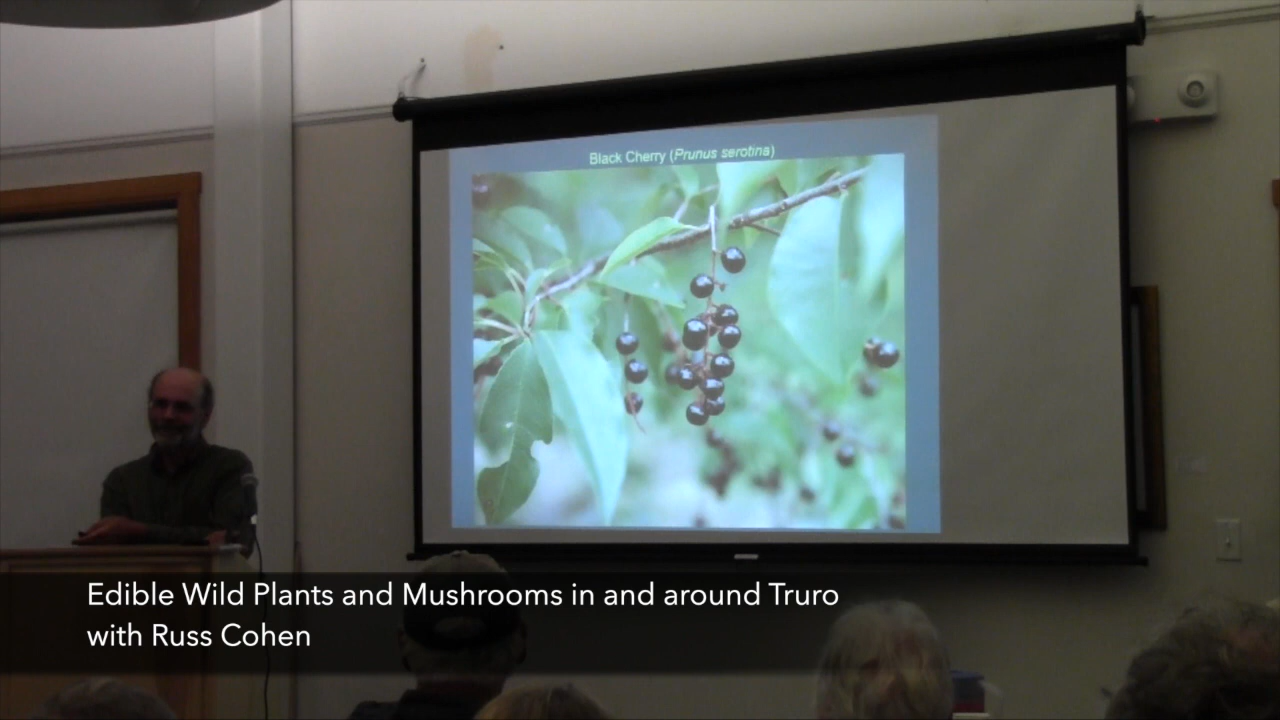 Black Cherry (Prunus serotina)
Edible Wild Plants and Mushrooms in and around Truro
with Russ Cohen